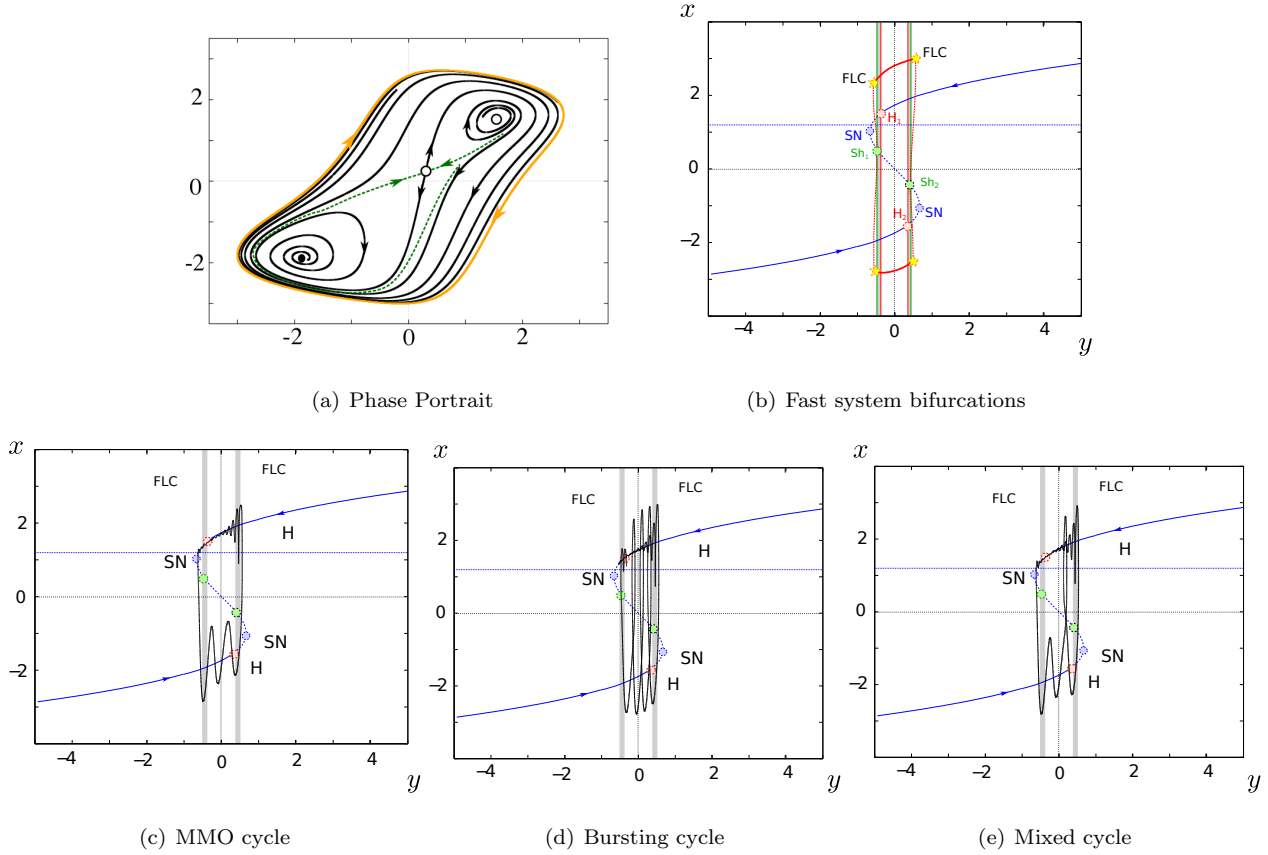 x
2
0
-2
-2
0
2
(a) Phase Portrait
4
2
0
−2
−4
−2
0
2
4
y
FLC
FLC
H1
SN
Sh1
Sh2
H2
SN
(b) Fast system bifurcations
x
2
0
−2
−4
−2
0
2
4
y
FLC
FLC
H
SN
SN
H
(c) MMO cycle
x
2
0
−2
−4
−2
0
2
4
y
FLC
FLC
H
SN
SN
H
(d) Bursting cycle
x
2
0
−2
−4
−2
0
2
4
y
FLC
FLC
H
SN
SN
H
(e) Mixed cycle